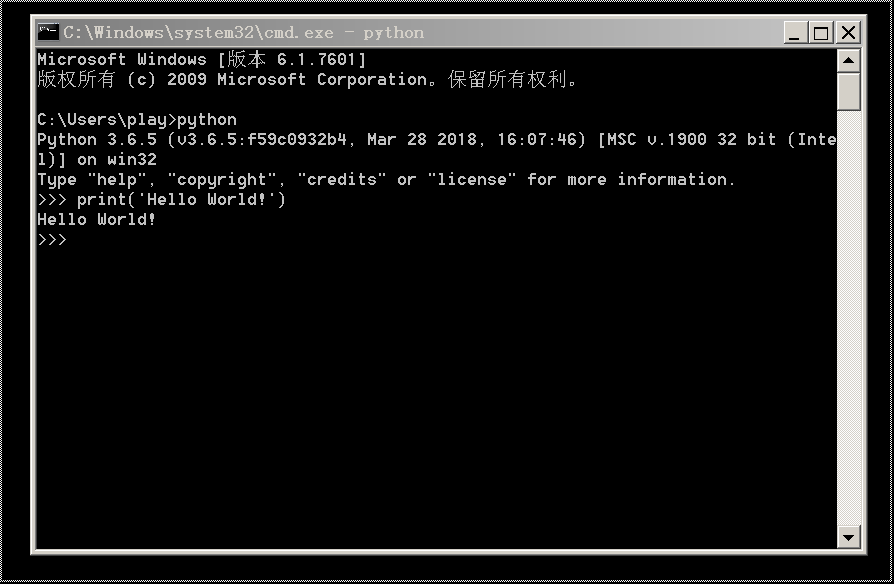 C:\Windows\system32\cmd.exe - python
Microsoft Windows [版本 6.1.7601]
版权所有 (c) 2009 Microsoft Corporation。保留所有权利。
C:\Users\play>python
Python 3.6.5 (v3.6.5:f59c0932b4, Mar 28 2018, 16:07:46) [MSC v.1900 32 bit (Inte
l)] on win32
Type "help", "copyright", "credits" or "license" for more information.
>>> print('Hello World!')
Hello World!
>>>